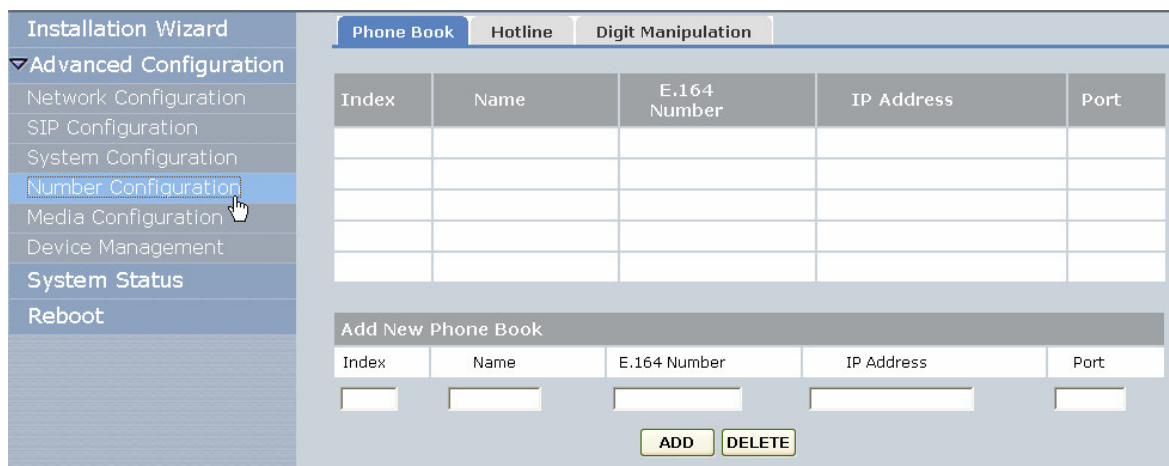 Installation Wizard
Advanced Configuration
Network Configuration
SIP Configuration
System Configuration
Number Configuration
Media Configuration
Device Management
System Status
Reboot
Phone Book Hotline Digit Manipulation
Index Name E.164 Number IP Address Port
Add New Phone Book
Index Name E.164 Number IP Address Port
ADD DELETE